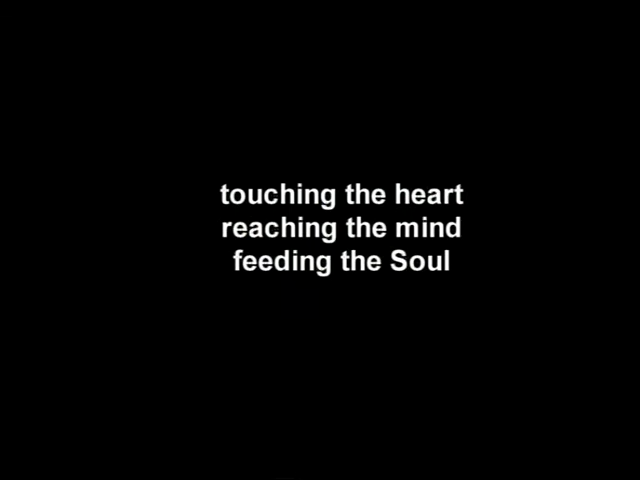 touching the heart
reaching the mind
feeding the Soul